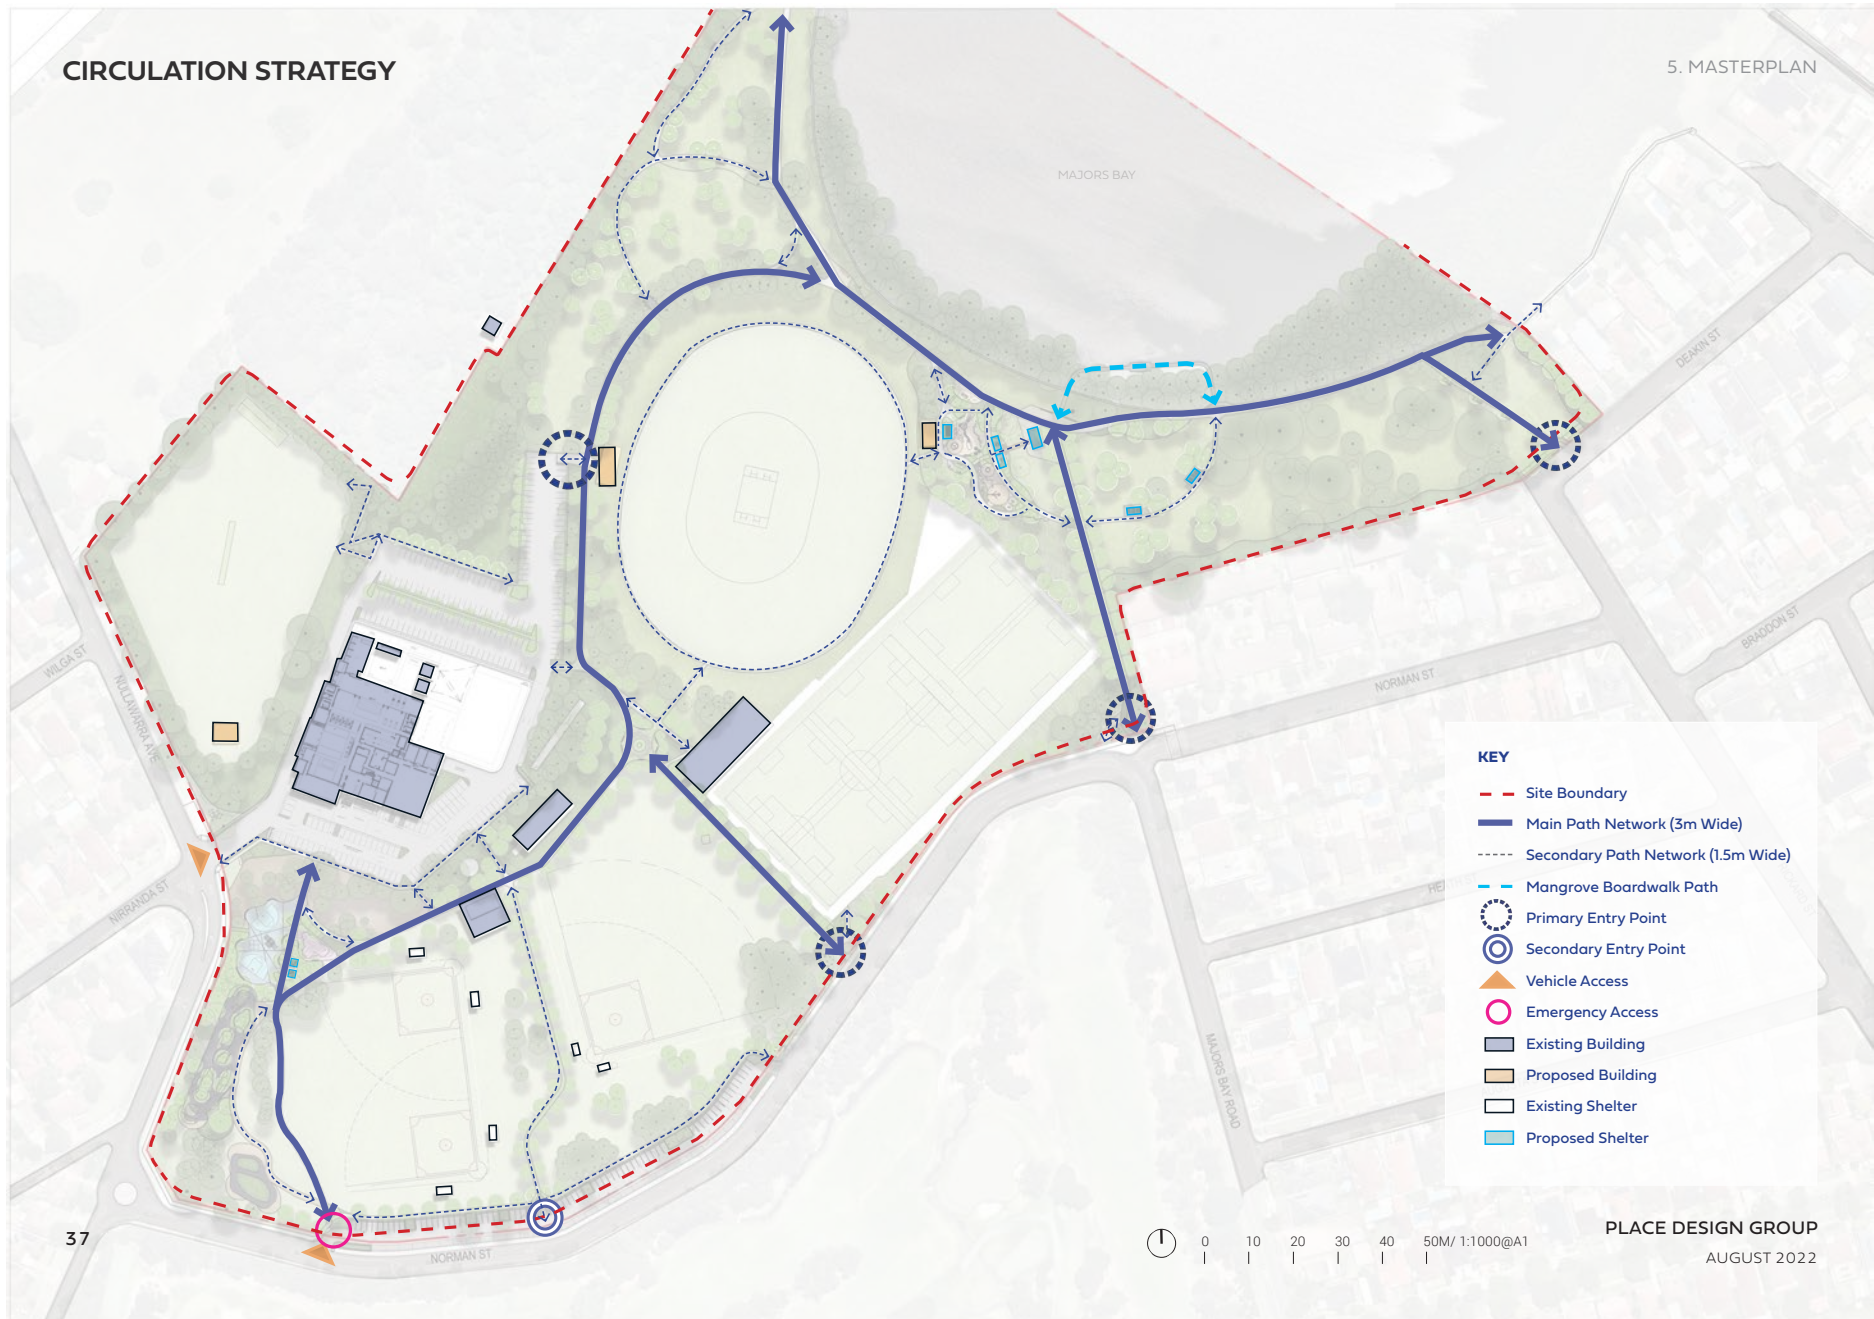 CIRCULATION STRATEGY
5. MASTERPLAN
MAJORS BAY
DEAKIN ST
BRADDON ST
NORMAN ST
WILGA ST
NULLAWARRA AVE
NIRRANDA ST
MAJORS BAY ROAD
NORMAN ST
KEY
Site Boundary
Main Path Network (3m Wide)
Secondary Path Network (1.5m Wide)
Mangrove Boardwalk Path
Primary Entry Point
Secondary Entry Point
Vehicle Access
Emergency Access
Existing Building
Proposed Building
Existing Shelter
Proposed Shelter
37
0 10 20 30 40 50M/ 1:1000@A1
PLACE DESIGN GROUP
AUGUST 2022